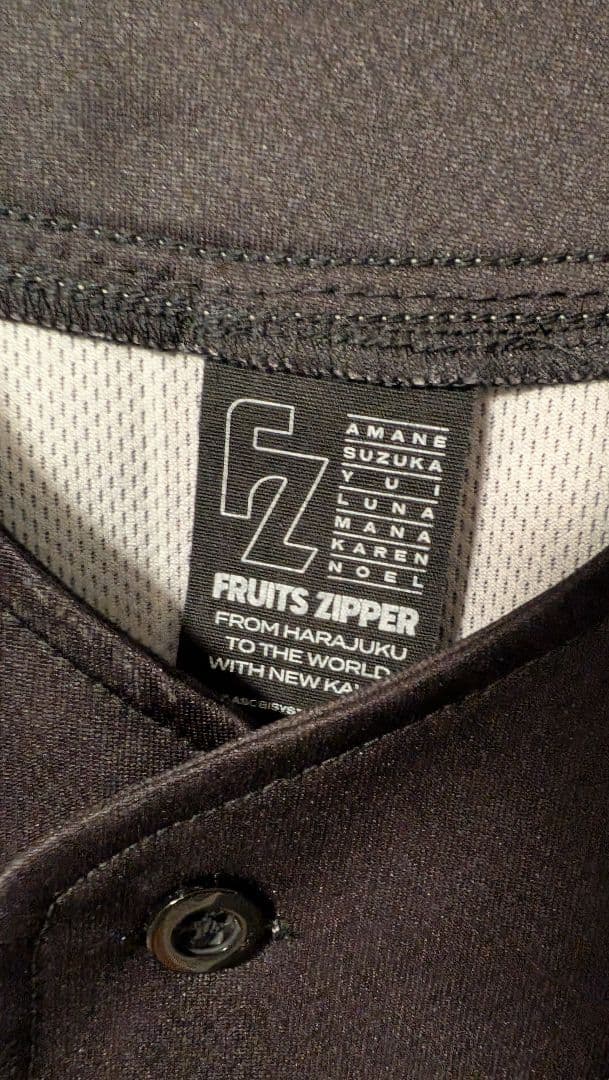 FZ
AMANE
SUZUKA
YUI
LUNA
MANA
KAREN
NOEL
FRUITS ZIPPER
FROM HARAJUKU
TO THE WORLD
WITH NEW